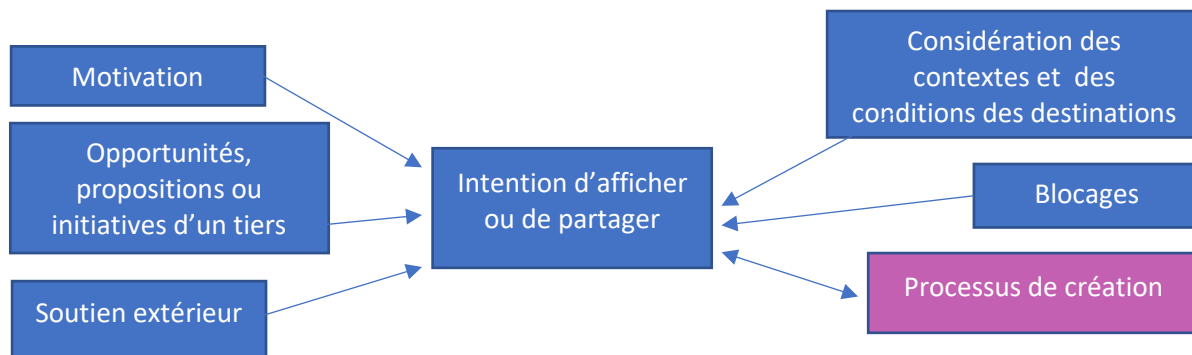 Motivation
Opportunités,
propositions ou
initiatives d'un tiers
Soutien extérieur
Intention d'afficher
ou de partager
Considération des
contextes et des
conditions des destinations
Blocages
Processus de création